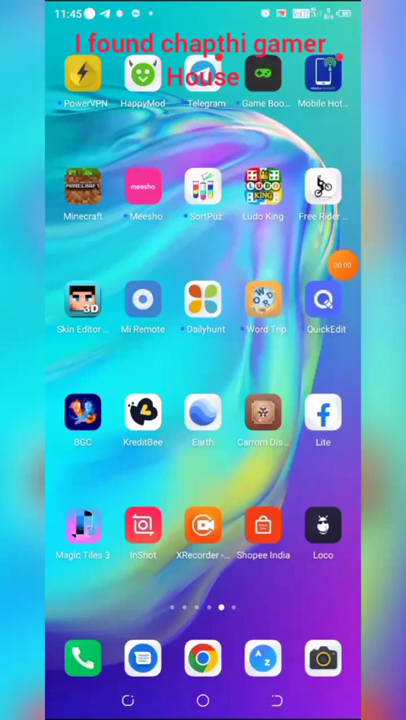 11:45
I found chapthi gamer
House
PowerVPN HappyMod Telegram Game Boo... Mobile Hot...
Minecraft Meesho SortPuz Ludo King Free Rider ...
00:00
Skin Editor ... Mi Remote Dailyhunt Word Trip QuickEdit
BGC KreditBee Earth Carrom Dis... Lite
Magic Tiles 3 InShot XRecorder -... Shopee India Loco